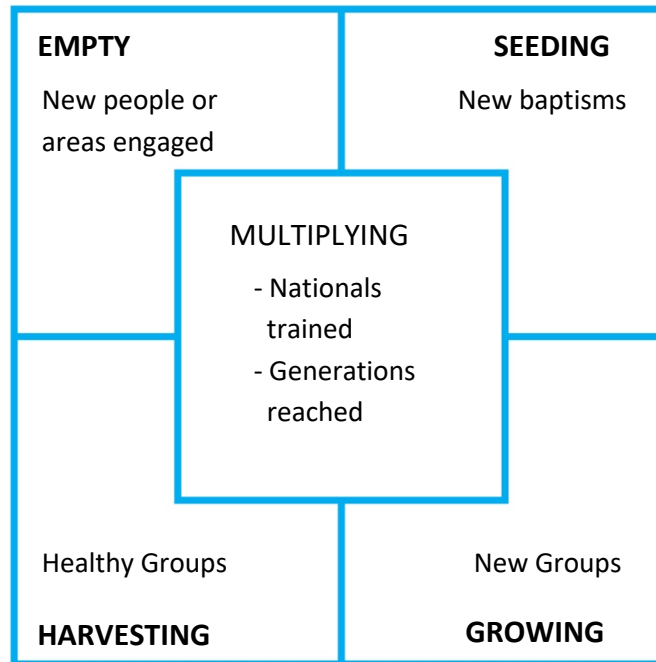 EMPTY
New people or
areas engaged
SEEDING
New baptisms
MULTIPLYING
- Nationals
trained
- Generations
reached
Healthy Groups
HARVESTING
New Groups
GROWING